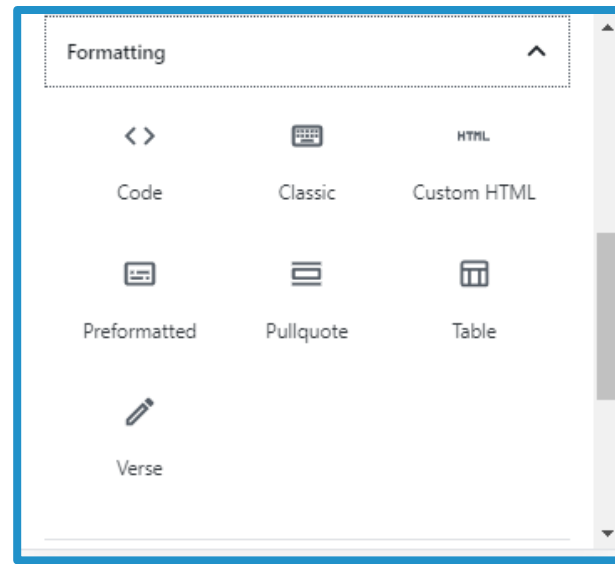 Formatting
HTML
Code Classic Custom HTML
Preformatted Pullquote Table
Verse